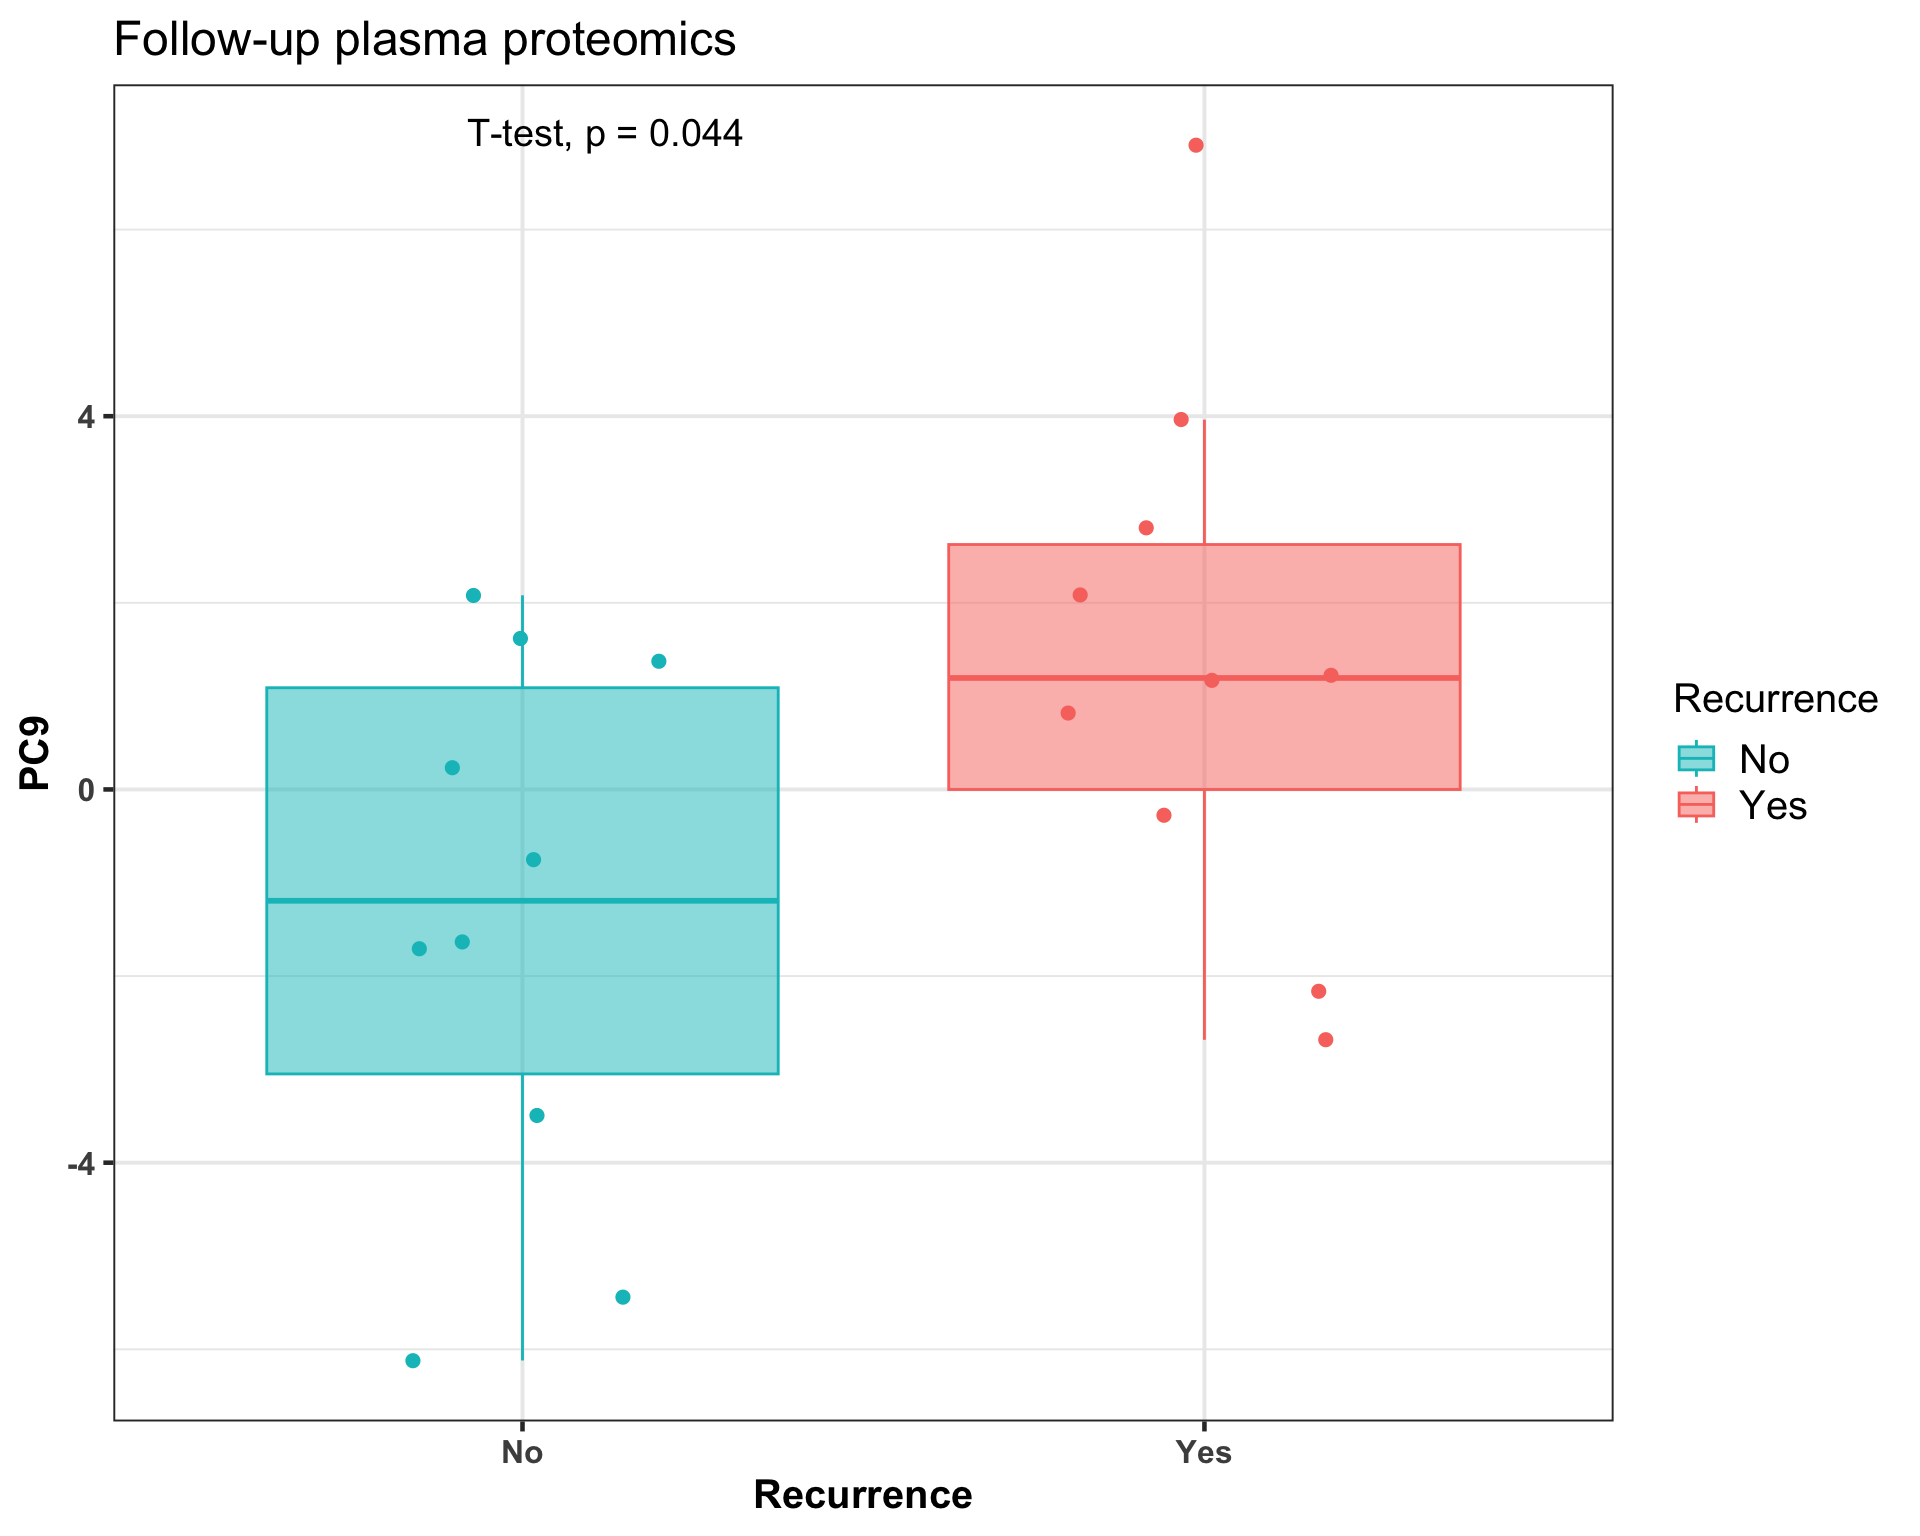 Follow-up plasma proteomics
T-test, p = 0.044
PC9
4
0
-4
No
Yes
Recurrence
Recurrence
No
Yes